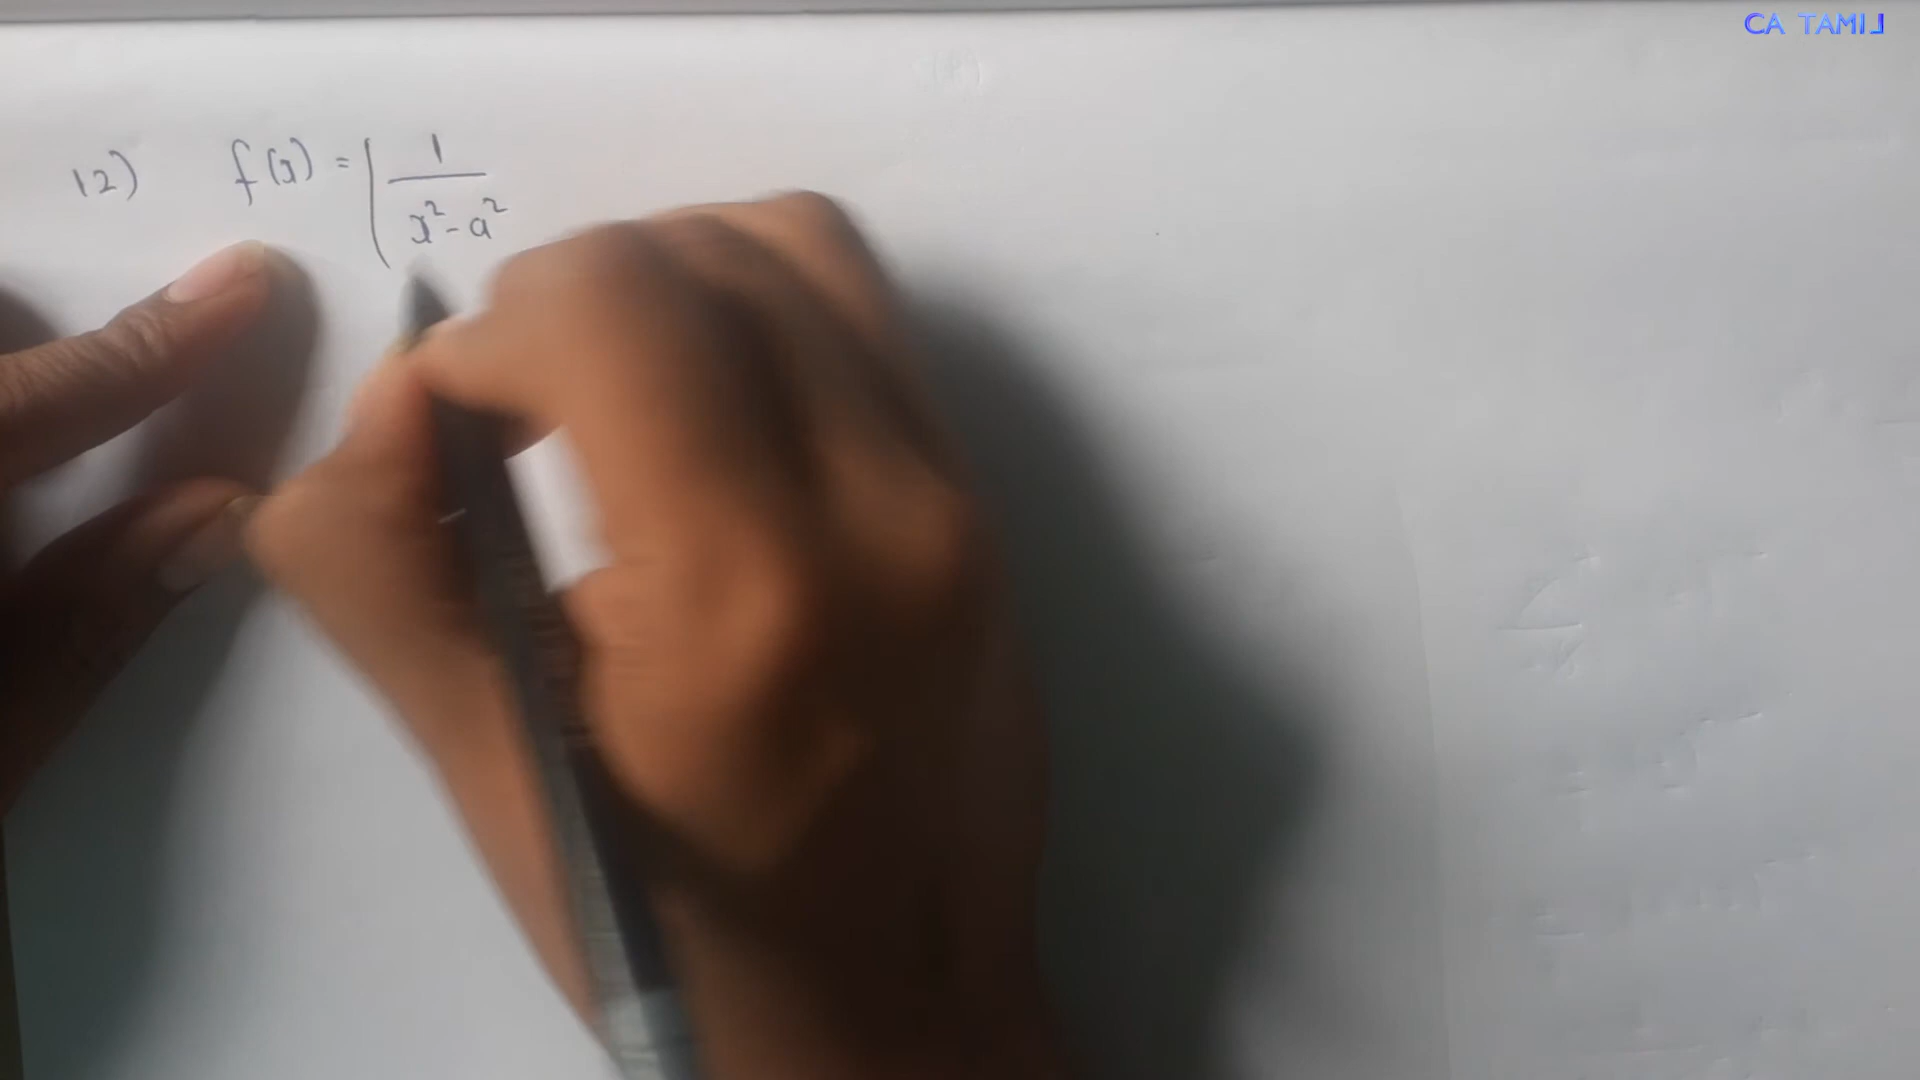 CA TAMIL
12) f(x) = ∫ 1 / x² - a²